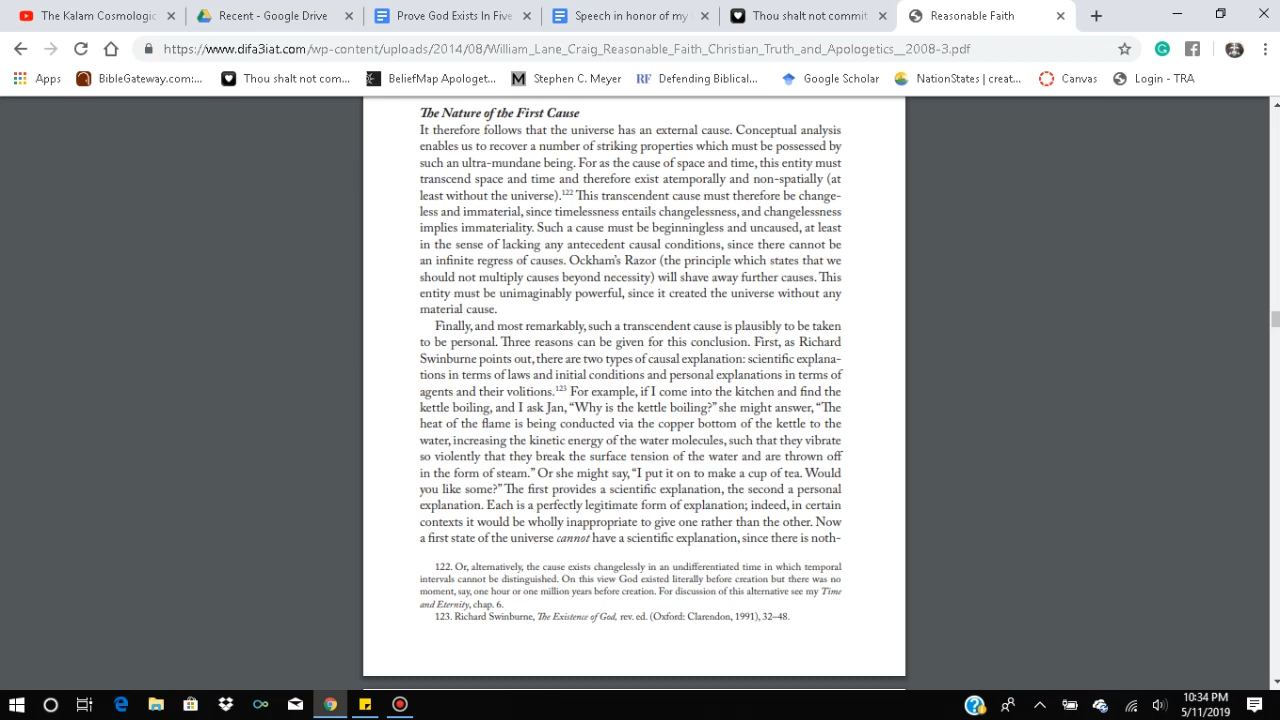 The Kalam Cosmologic
Recent - Google Drive
Prove God Exists In Five
Speech in honor of my
Thou shalt not commit
Reasonable Faith
https://www.difa3iat.com/wp-content/uploads/2014/08/William_Lane_Craig_Reasonable_Faith_Christian_Truth_and_Apologetics__2008-3.pdf
Apps
BibleGateway.com:...
Thou shalt not com...
BeliefMap Apologet...
M Stephen C. Meyer
RF Defending Biblical...
Google Scholar
NationStates | creat...
Canvas
Login - TRA
The Nature of the First Cause
It therefore follows that the universe has an external cause. Conceptual analysis
enables us to recover a number of striking properties which must be possessed by
such an ultra-mundane being. For as the cause of space and time, this entity must
transcend space and time and therefore exist atemporally and non-spatially (at
least without the universe).122 This transcendent cause must therefore be change-
less and immaterial, since timelessness entails changelessness, and changelessness
implies immateriality. Such a cause must be beginningless and uncaused, at least
in the sense of lacking any antecedent causal conditions, since there cannot be
an infinite regress of causes. Ockham's Razor (the principle which states that we
should not multiply causes beyond necessity) will shave away further causes. This
entity must be unimaginably powerful, since it created the universe without any
material cause.
Finally, and most remarkably, such a transcendent cause is plausibly to be taken
to be personal. Three reasons can be given for this conclusion. First, as Richard
Swinburne points out, there are two types of causal explanation: scientific explana-
tions in terms of laws and initial conditions and personal explanations in terms of
agents and their volitions.123 For example, if I come into the kitchen and find the
kettle boiling, and I ask Jan, "Why is the kettle boiling?" she might answer, "The
heat of the flame is being conducted via the copper bottom of the kettle to the
water, increasing the kinetic energy of the water molecules, such that they vibrate
so violently that they break the surface tension of the water and are thrown off
in the form of steam." Or she might say, "I put it on to make a cup of tea. Would
you like some?" The first provides a scientific explanation, the second a personal
explanation. Each is a perfectly legitimate form of explanation; indeed, in certain
contexts it would be wholly inappropriate to give one rather than the other. Now
a first state of the universe cannot have a scientific explanation, since there is noth-
122. Or, alternatively, the cause exists changelessly in an undifferentiated time in which temporal
intervals cannot be distinguished. On this view God existed literally before creation but there was no
moment, say, one hour or one million years before creation. For discussion of this alternative see my Time
and Eternity, chap. 6.
123. Richard Swinburne, The Existence of God, rev. ed. (Oxford: Clarendon, 1991), 32–48.
10:34 PM
5/11/2019